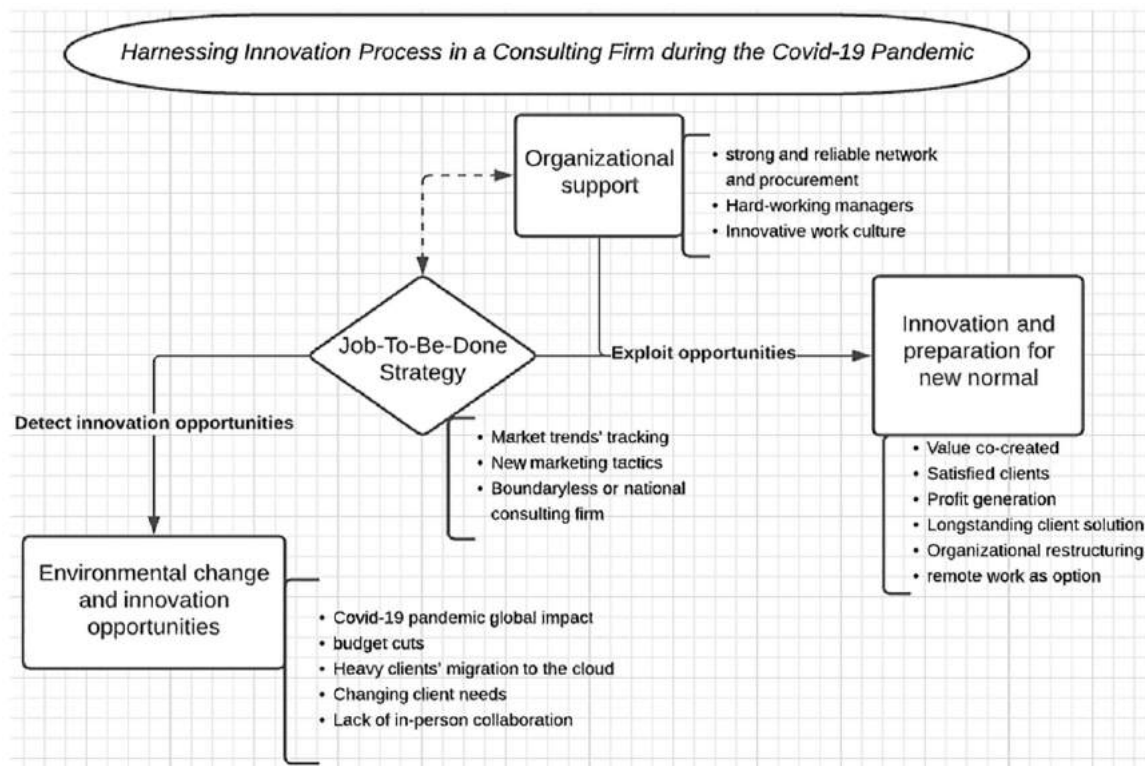 Harnessing Innovation Process in a Consulting Firm during the Covid-19 Pandemic
Organizational
support
• strong and reliable network
and procurement
• Hard-working managers
• Innovative work culture
Job-To-Be-Done
Strategy
Exploit opportunities
Innovation and
preparation for
new normal
Detect innovation opportunities
• Market trends' tracking
• New marketing tactics
• Boundaryless or national
consulting firm
• Value co-created
• Satisfied clients
• Profit generation
• Longstanding client solution
• Organizational restructuring
• remote work as option
Environmental change
and innovation
opportunities
• Covid-19 pandemic global impact
• budget cuts
• Heavy clients' migration to the cloud
• Changing client needs
• Lack of in-person collaboration